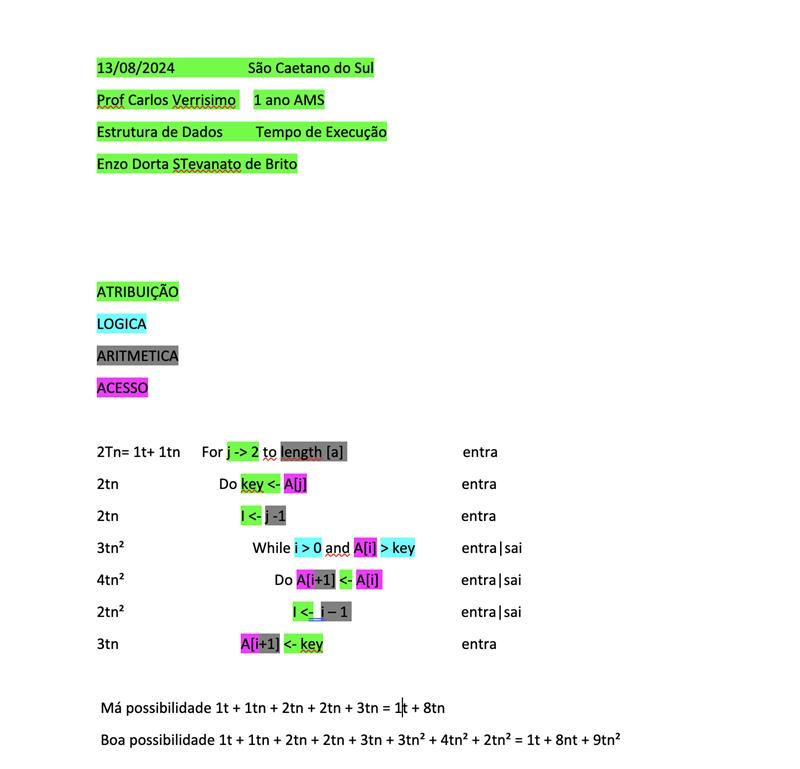 13/08/2024 São Caetano do Sul
Prof Carlos Verrisimo 1 ano AMS
Estrutura de Dados Tempo de Execução
Enzo Dorta STevanato de Brito
ATRIBUIÇÃO
LOGICA
ARITMETICA
ACESSO
2Tn= 1t+ 1tn For j -> 2 to length [a] entra
2tn Do key <- A[j] entra
2tn I <- j -1 entra
3tn² While i > 0 and A[i] > key entra|sai
4tn² Do A[i+1] <- A[i] entra|sai
2tn² I <- i – 1 entra|sai
3tn A[i+1] <- key entra
Má possibilidade 1t + 1tn + 2tn + 2tn + 3tn = 1t + 8tn
Boa possibilidade 1t + 1tn + 2tn + 2tn + 3tn + 3tn² + 4tn² + 2tn² = 1t + 8nt + 9tn²